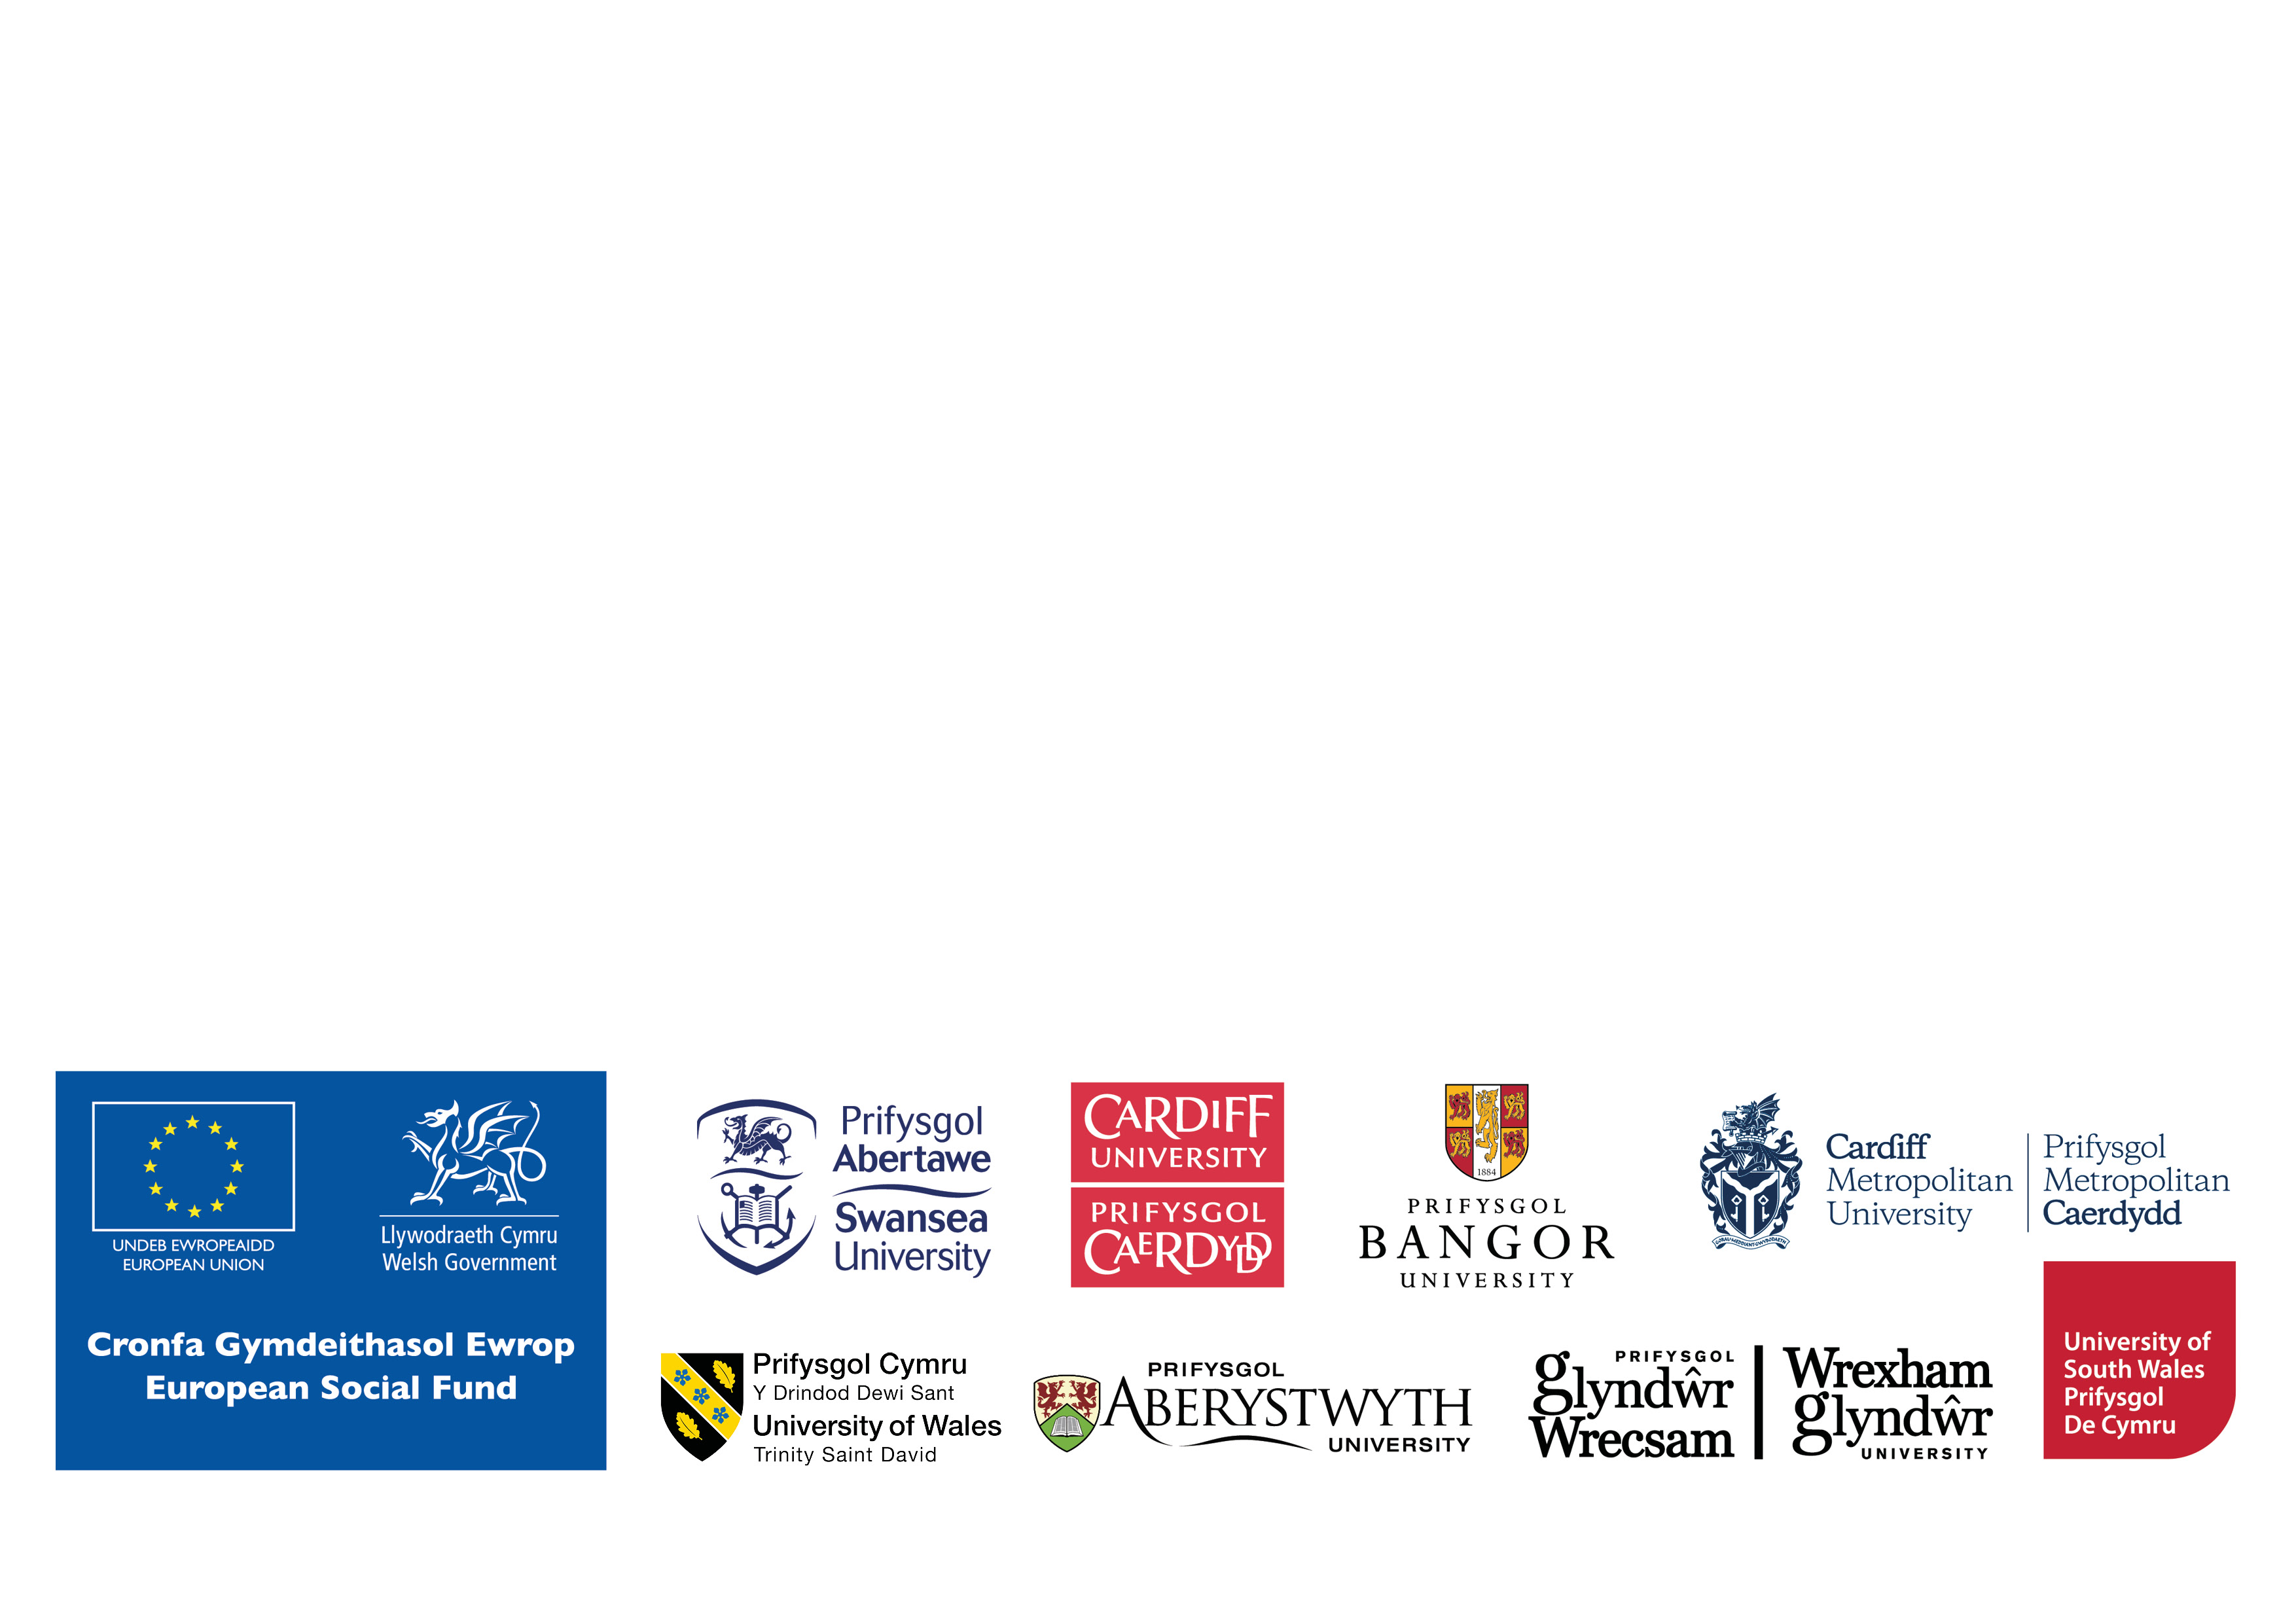 UNDEB EWROPEAIDD
EUROPEAN UNION
Llywodraeth Cymru
Welsh Government
Cronfa Gymdeithasol Ewrop
European Social Fund
Prifysgol
Abertawe
Swansea
University
CARDIFF
UNIVERSITY
PRIFYSGOL
CAERDYDD
1884
PRIFYSGOL
BANGOR
UNIVERSITY
Cardiff
Metropolitan
University
Prifysgol
Metropolitan
Caerdydd
Prifysgol Cymru
Y Drindod Dewi Sant
University of Wales
Trinity Saint David
PRIFYSGOL
ABERYSTWYTH
UNIVERSITY
PRIFYSGOL
glyndŵr
Wrecsam
Wrexham
glyndŵr
UNIVERSITY
University of
South Wales
Prifysgol
De Cymru